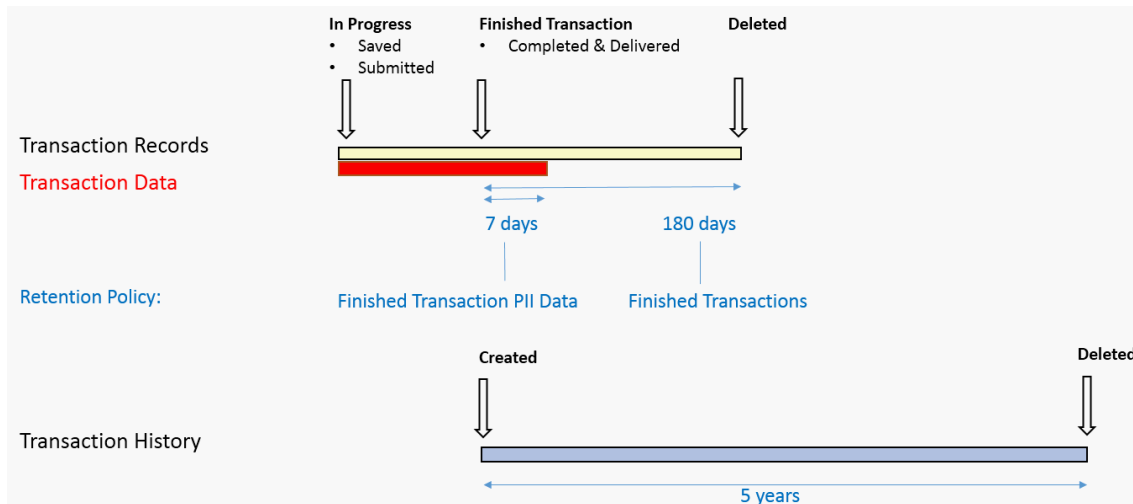 In Progress
• Saved
• Submitted
Finished Transaction
• Completed & Delivered
Deleted
Transaction Records
Transaction Data
7 days
180 days
Retention Policy:
Finished Transaction PII Data
Finished Transactions
Created
Deleted
Transaction History
5 years